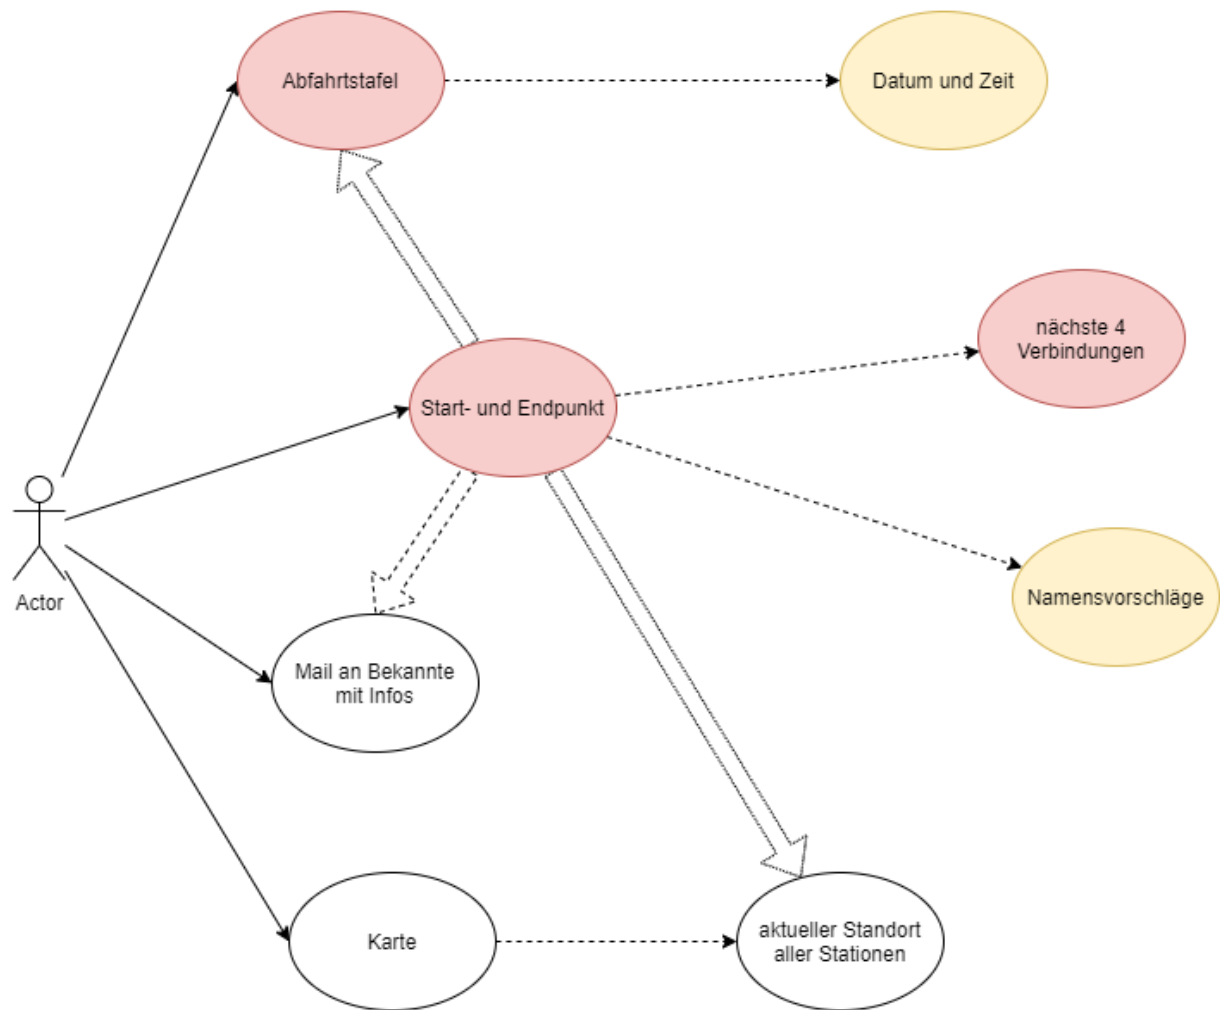 Abfahrtstafel
Datum und Zeit
nächste 4
Verbindungen
Start- und Endpunkt
Namensvorschläge
Actor
Mail an Bekannte
mit Infos
Karte
aktueller Standort
aller Stationen